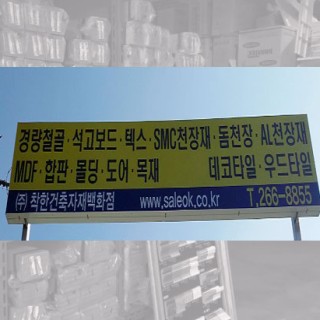 경량철골·석고보드·텍스·SMC천장재·돔천장·AL천장재
MDF·합판·몰딩·도어·목재 데코타일·우드타일
㈜착한건축자재백화점 www.saleok.co.kr T.266-8855